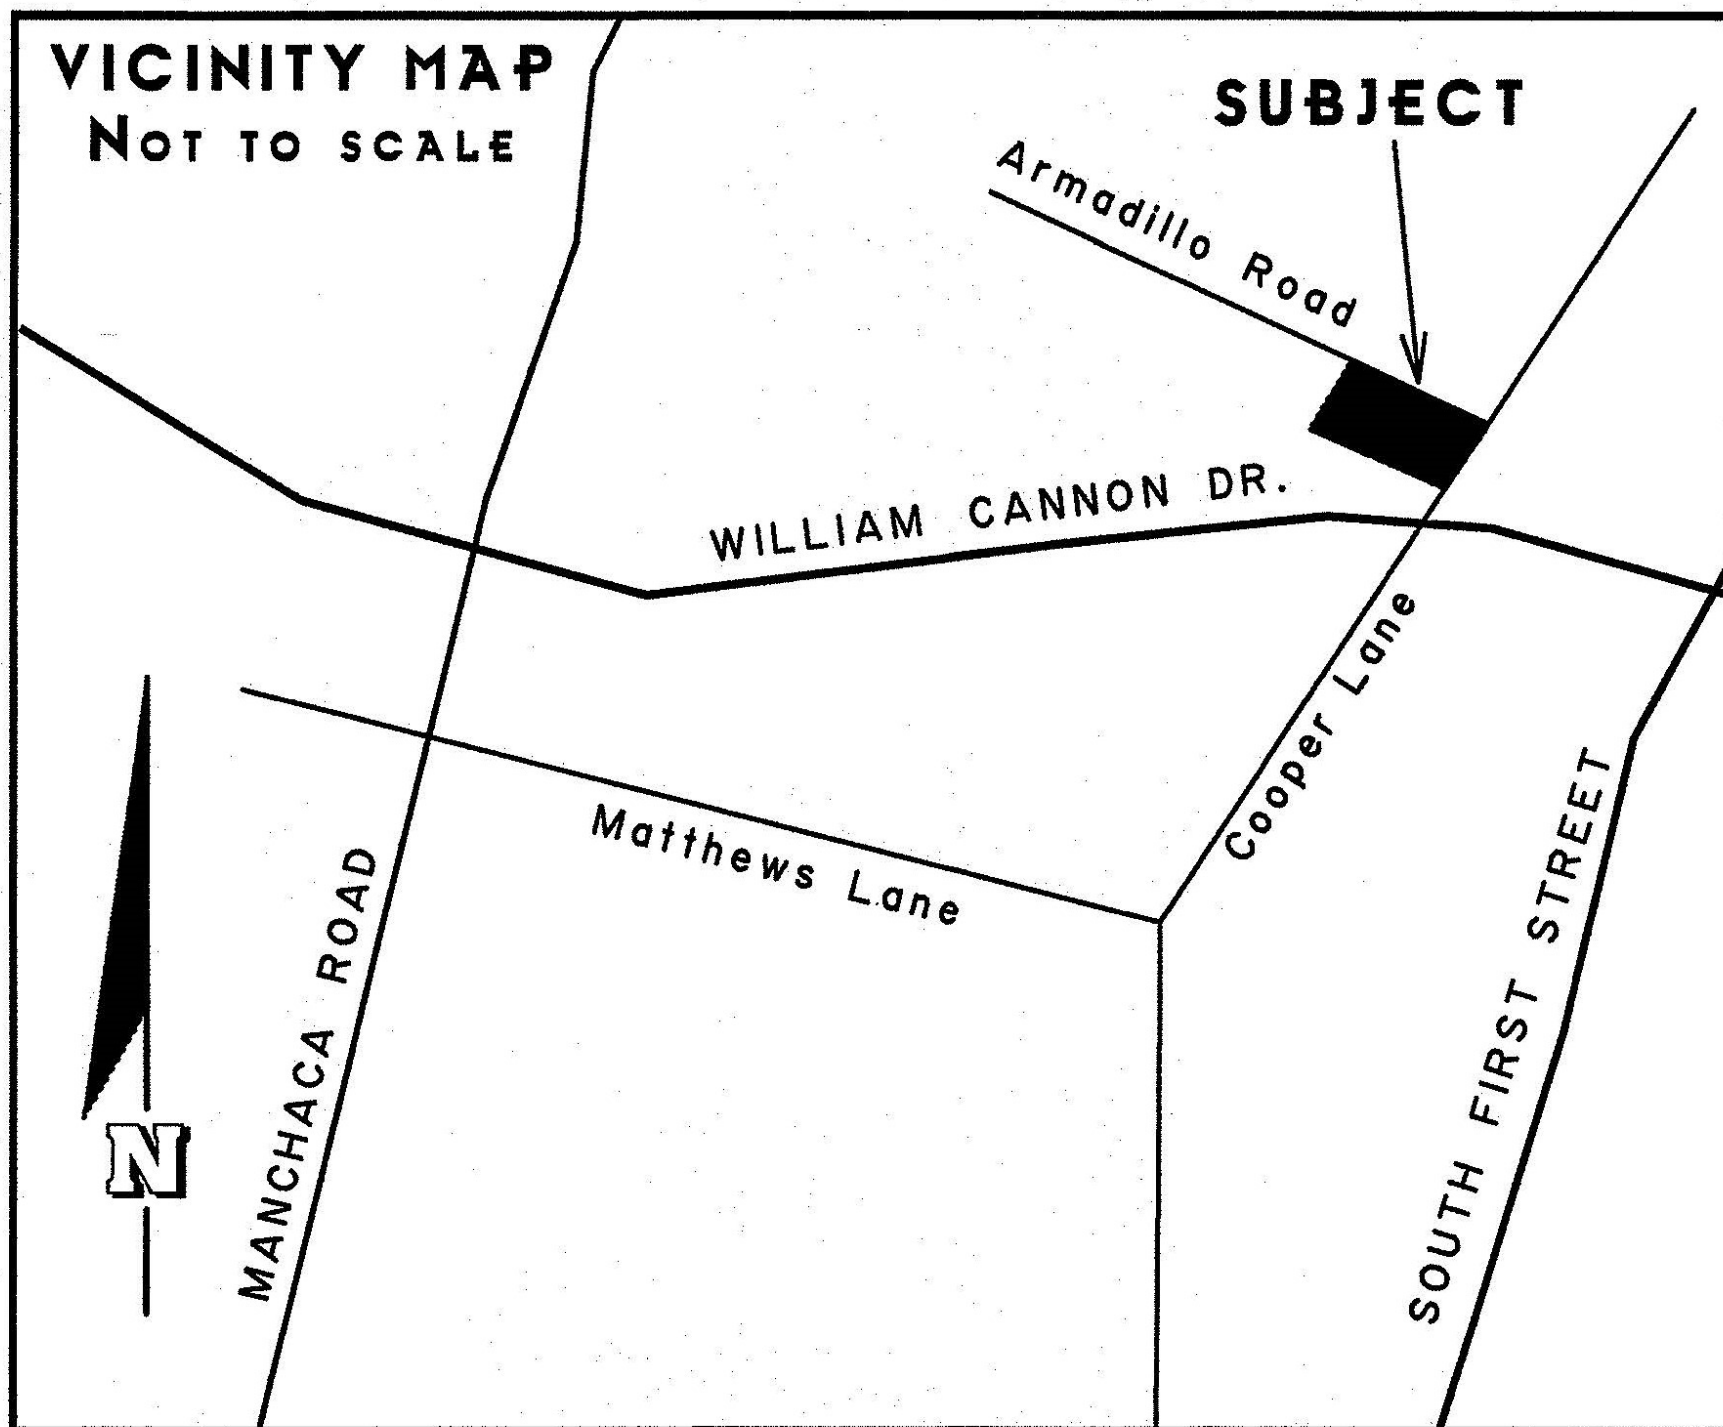 VICINITY MAP
NOT TO SCALE
SUBJECT
Armadillo Road
WILLIAM CANNON DR.
Cooper Lane
Matthews Lane
MANCHACA ROAD
SOUTH FIRST STREET
N